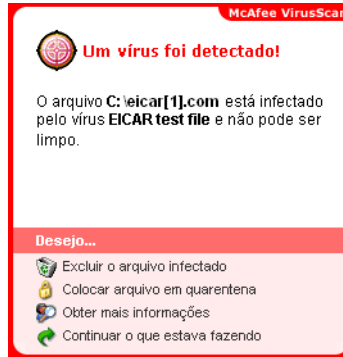 McAfee VirusScan
Um vírus foi detectado!
O arquivo C:\eicar[1].com está infectado
pelo vírus EICAR test file e não pode ser
limpo.
Desejo...
Excluir o arquivo infectado
Colocar arquivo em quarentena
Obter mais informações
Continuar o que estava fazendo